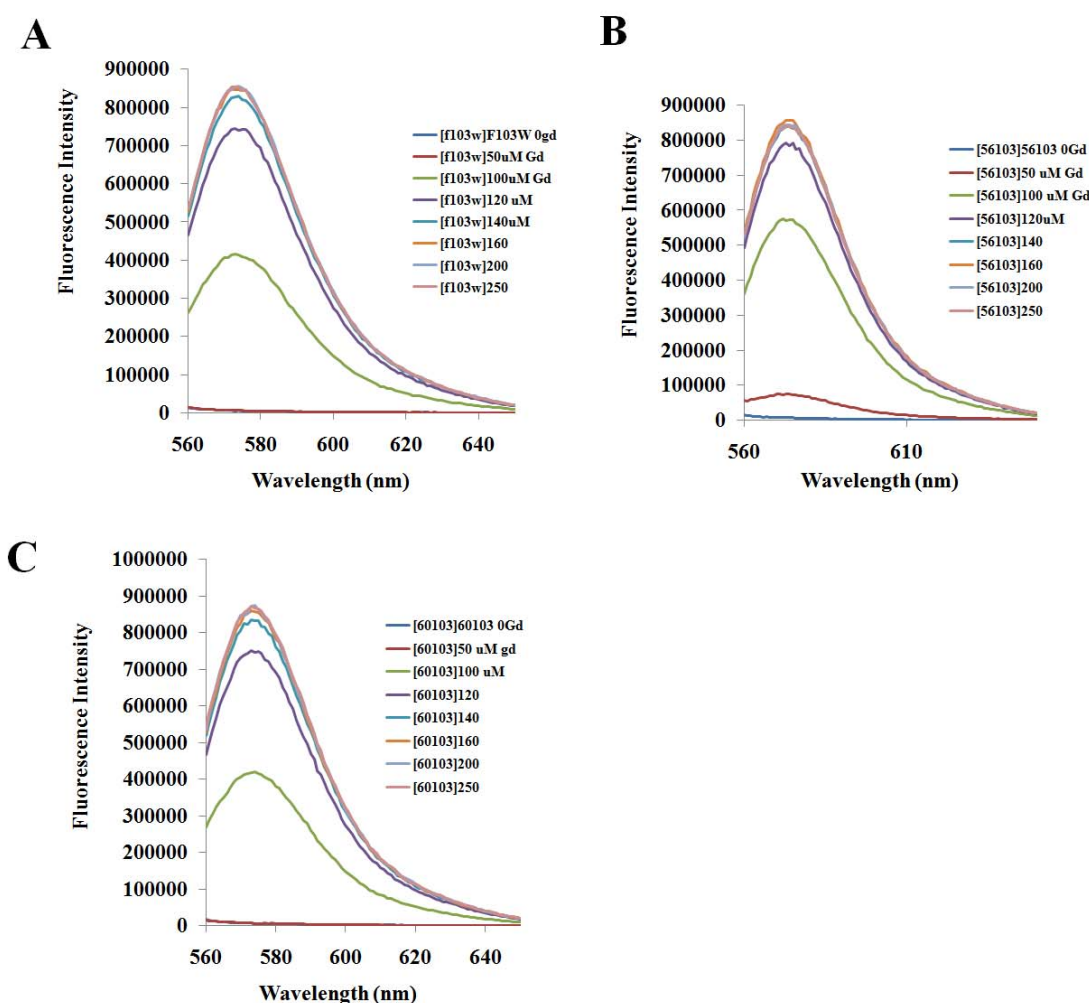 A
Fluorescence Intensity
900000
800000
700000
600000
500000
400000
300000
200000
100000
0
560
580
600
620
640
Wavelength (nm)
[f103w]F103W 0gd
[f103w]50uM Gd
[f103w]100uM Gd
[f103w]120 uM
[f103w]140uM
[f103w]160
[f103w]200
[f103w]250
B
Fluorescence Intensity
900000
800000
700000
600000
500000
400000
300000
200000
100000
0
560
610
Wavelength (nm)
[56103]56103 0Gd
[56103]50 uM Gd
[56103]100 uM Gd
[56103]120uM
[56103]140
[56103]160
[56103]200
[56103]250
C
Fluorescence Intensity
1000000
900000
800000
700000
600000
500000
400000
300000
200000
100000
0
560
580
600
620
640
Wavelength (nm)
[60103]60103 0Gd
[60103]50 uM gd
[60103]100 uM
[60103]120
[60103]140
[60103]160
[60103]200
[60103]250